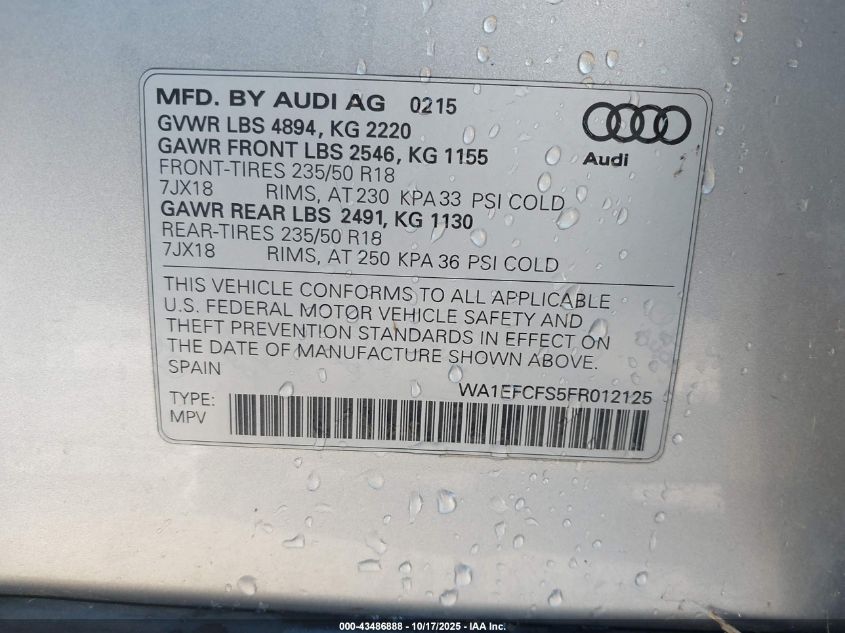 MFD. BY AUDI AG 0215
GVWR LBS 4894, KG 2220
GAWR FRONT LBS 2546, KG 1155
FRONT-TIRES 235/50 R18
7JX18 RIMS, AT 230 KPA 33 PSI COLD
GAWR REAR LBS 2491, KG 1130
REAR-TIRES 235/50 R18
7JX18 RIMS, AT 250 KPA 36 PSI COLD
Audi
THIS VEHICLE CONFORMS TO ALL APPLICABLE
U.S. FEDERAL MOTOR VEHICLE SAFETY AND
THEFT PREVENTION STANDARDS IN EFFECT ON
THE DATE OF MANUFACTURE SHOWN ABOVE.
SPAIN
WA1EFCFS5FR012125
TYPE:
MPV
000-43486888 - 10/17/2025 - IAA Inc.